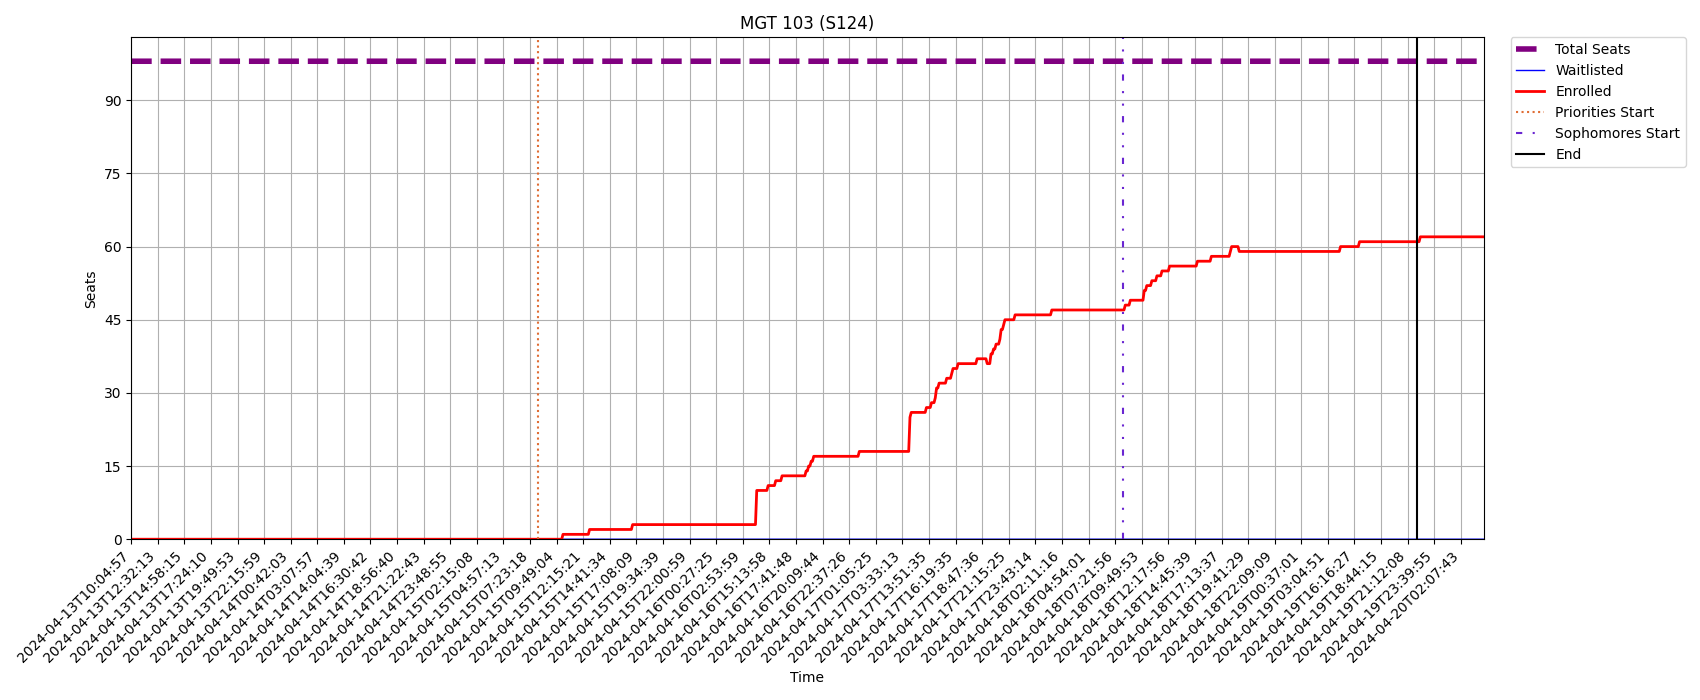 MGT 103 (S124)
Total Seats
Waitlisted
Enrolled
Priorities Start
Sophomores Start
End
Seats
90
75
60
45
30
15
0
2024-04-13T10:04:57
2024-04-13T12:32:13
2024-04-13T14:58:15
2024-04-13T17:24:10
2024-04-13T19:49:53
2024-04-13T22:15:59
2024-04-14T00:42:03
2024-04-14T03:07:57
2024-04-14T14:04:39
2024-04-14T16:30:42
2024-04-14T18:56:40
2024-04-14T21:22:43
2024-04-14T23:48:55
2024-04-15T02:15:08
2024-04-15T04:57:13
2024-04-15T07:23:18
2024-04-15T09:49:04
2024-04-15T12:15:21
2024-04-15T14:41:34
2024-04-15T17:08:09
2024-04-15T19:34:39
2024-04-15T22:00:59
2024-04-16T00:27:25
2024-04-16T02:53:59
2024-04-16T15:13:58
2024-04-16T17:41:48
2024-04-16T20:09:44
2024-04-16T22:37:26
2024-04-17T01:05:25
2024-04-17T03:33:13
2024-04-17T13:51:35
2024-04-17T16:19:35
2024-04-17T18:47:36
2024-04-17T21:15:25
2024-04-17T23:43:14
2024-04-18T02:11:16
2024-04-18T04:54:01
2024-04-18T07:21:56
2024-04-18T09:49:53
2024-04-18T12:17:56
2024-04-18T14:45:39
2024-04-18T17:13:37
2024-04-18T19:41:29
2024-04-18T22:09:09
2024-04-19T00:37:01
2024-04-19T03:04:51
2024-04-19T16:16:27
2024-04-19T18:44:15
2024-04-19T21:12:08
2024-04-19T23:39:55
2024-04-20T02:07:43
Time